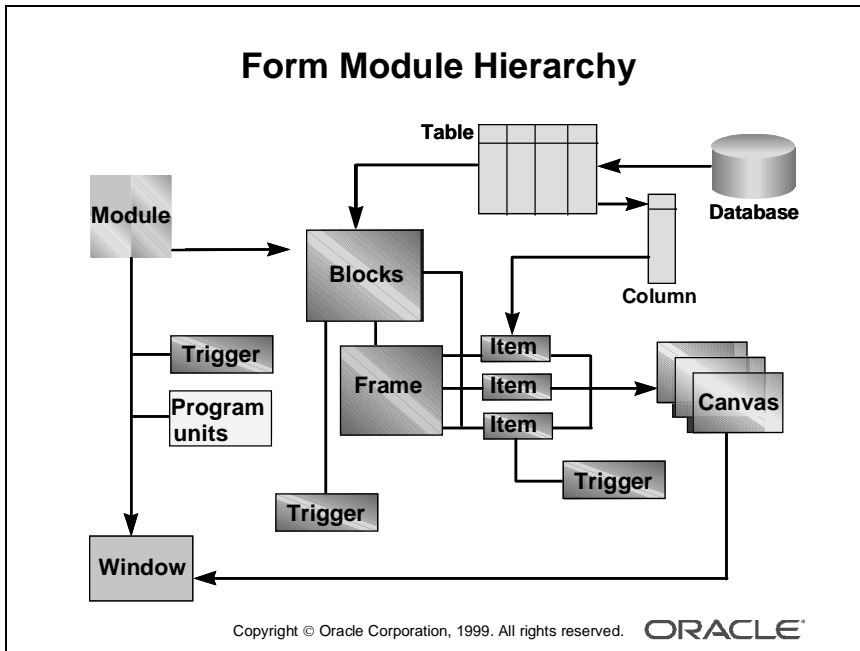 Form Module Hierarchy
Table
Module
Database
Blocks
Column
Trigger
Item
Frame
Item
Canvas
Program
units
Item
Trigger
Trigger
Window
Copyright © Oracle Corporation, 1999. All rights reserved.
ORACLE®